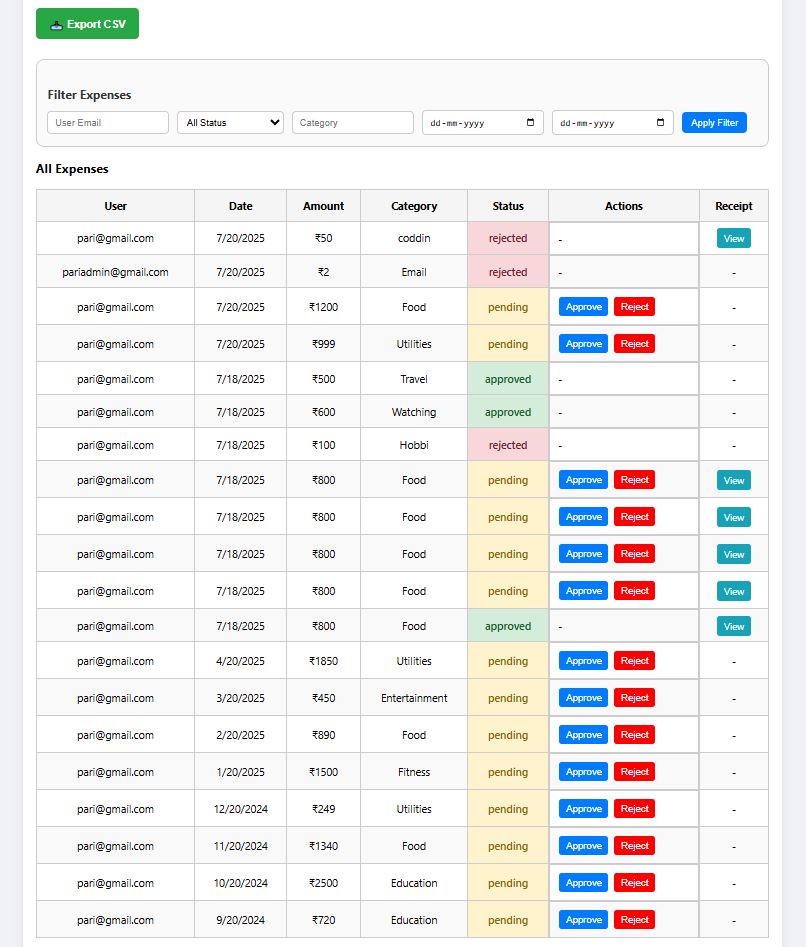 Export CSV
Filter Expenses
User Email All Status Category dd-mm-yyyy dd-mm-yyyy Apply Filter
All Expenses
User Date Amount Category Status Actions Receipt
pari@gmail.com 7/20/2025 ₹50 coddin rejected - View
pariadmin@gmail.com 7/20/2025 ₹2 Email rejected - -
pari@gmail.com 7/20/2025 ₹1200 Food pending Approve Reject -
pari@gmail.com 7/20/2025 ₹999 Utilities pending Approve Reject -
pari@gmail.com 7/18/2025 ₹500 Travel approved - -
pari@gmail.com 7/18/2025 ₹600 Watching approved - -
pari@gmail.com 7/18/2025 ₹100 Hobbi rejected - -
pari@gmail.com 7/18/2025 ₹800 Food pending Approve Reject View
pari@gmail.com 7/18/2025 ₹800 Food pending Approve Reject View
pari@gmail.com 7/18/2025 ₹800 Food pending Approve Reject View
pari@gmail.com 7/18/2025 ₹800 Food pending Approve Reject View
pari@gmail.com 7/18/2025 ₹800 Food approved - View
pari@gmail.com 4/20/2025 ₹1850 Utilities pending Approve Reject -
pari@gmail.com 3/20/2025 ₹450 Entertainment pending Approve Reject -
pari@gmail.com 2/20/2025 ₹890 Food pending Approve Reject -
pari@gmail.com 1/20/2025 ₹1500 Fitness pending Approve Reject -
pari@gmail.com 12/20/2024 ₹249 Utilities pending Approve Reject -
pari@gmail.com 11/20/2024 ₹1340 Food pending Approve Reject -
pari@gmail.com 10/20/2024 ₹2500 Education pending Approve Reject -
pari@gmail.com 9/20/2024 ₹720 Education pending Approve Reject -